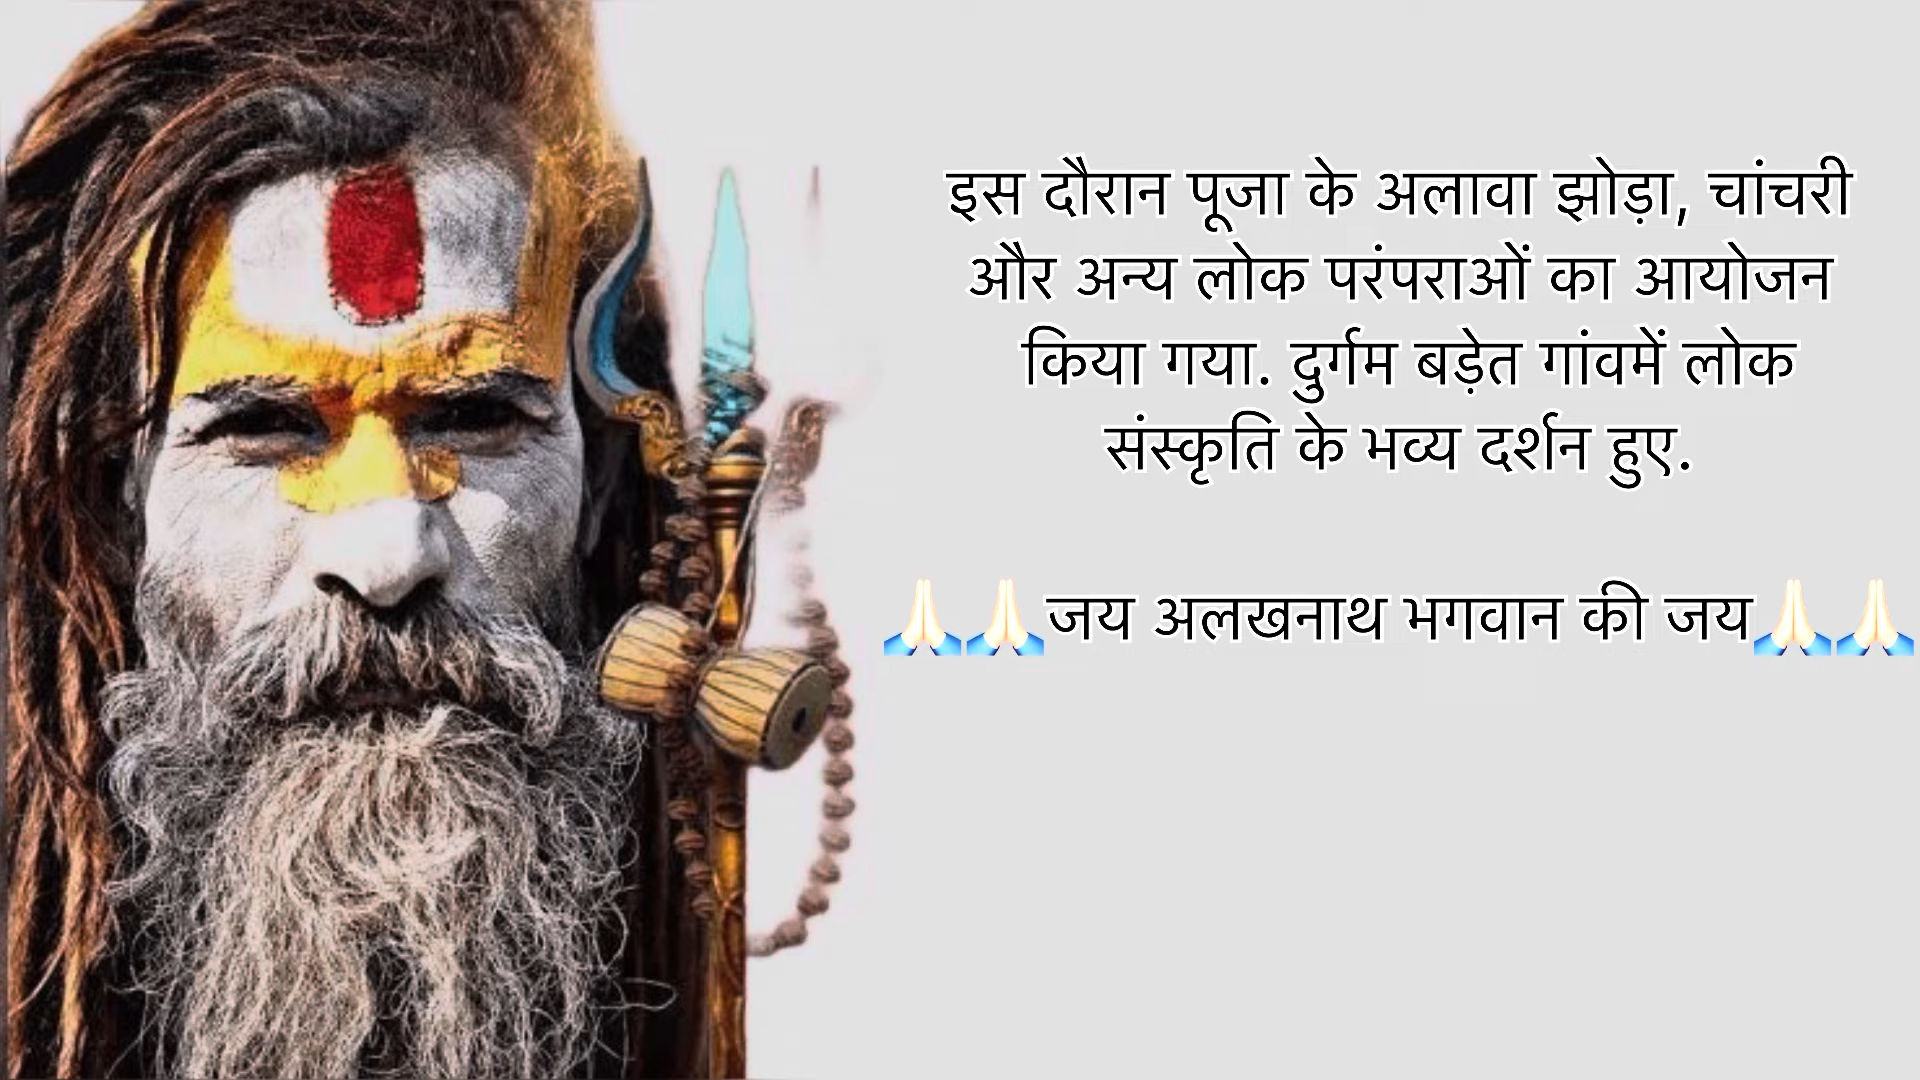 इस दौरान पूजा के अलावा झोड़ा, चांचरी
और अन्य लोक परंपराओं का आयोजन
किया गया. दुर्गम बड़ेत गांवमें लोक
संस्कृति के भव्य दर्शन हुए.
🙏🏻🙏🏻जय अलखनाथ भगवान की जय🙏🏻🙏🏻